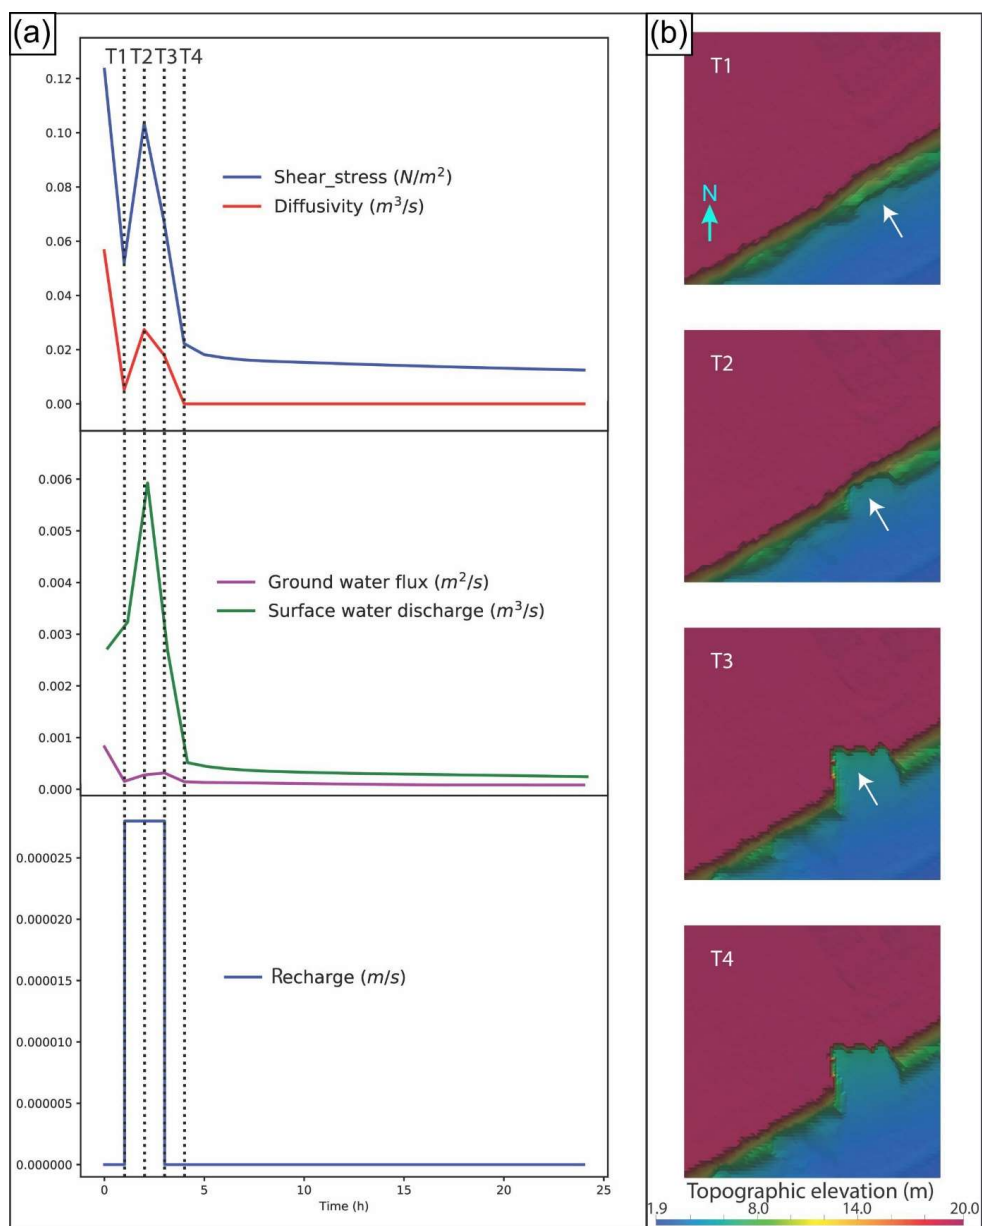 (a)
T1 T2 T3 T4
0.12
0.10
0.08
0.06
0.04
0.02
0.00
Shear_stress (N/m²)
Diffusivity (m³/s)
0.006
0.005
0.004
0.003
0.002
0.001
0.000
Ground water flux (m²/s)
Surface water discharge (m³/s)
0.000025
0.000020
0.000015
0.000010
0.000005
0.000000
Recharge (m/s)
0 5 10 15 20 25
Time (h)
(b)
T1
N
T2
T3
T4
Topographic elevation (m)
1.9 8.0 14.0 20.0